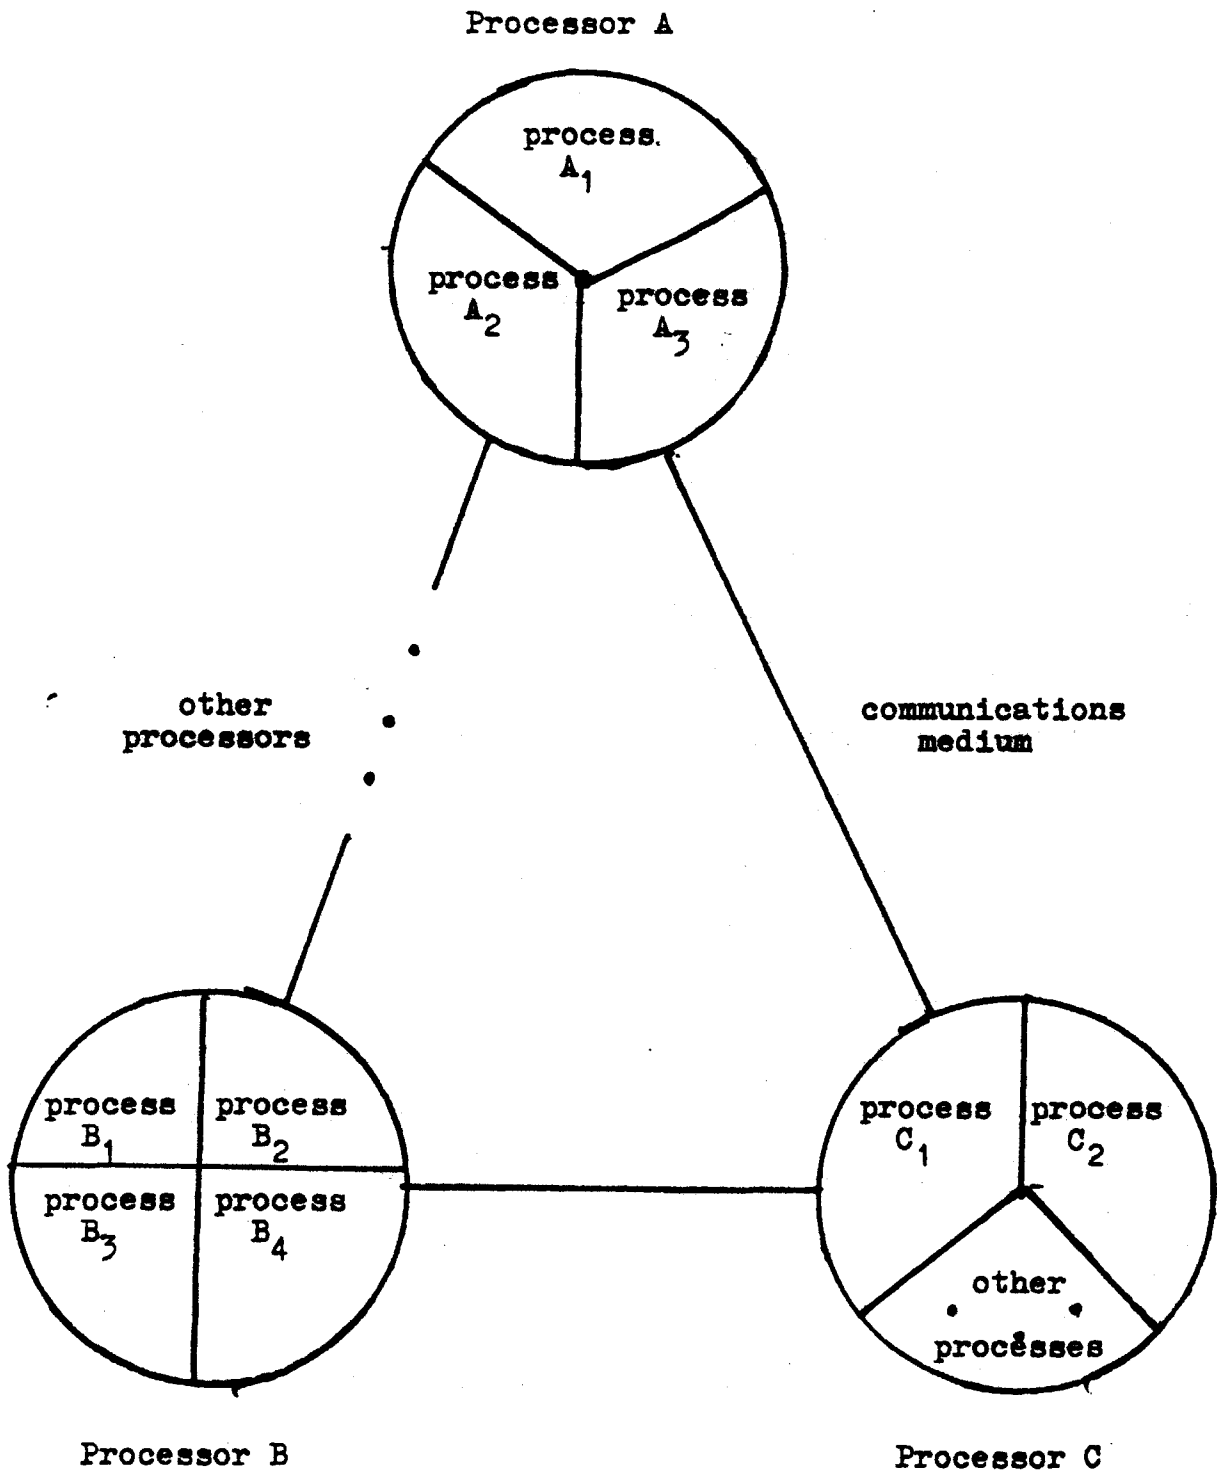 Processor A
process
A1
process
A2
process
A3
other
processors
communications
medium
process
B1
process
B2
process
B3
process
B4
process
C1
process
C2
other
processes
Processor B
Processor C